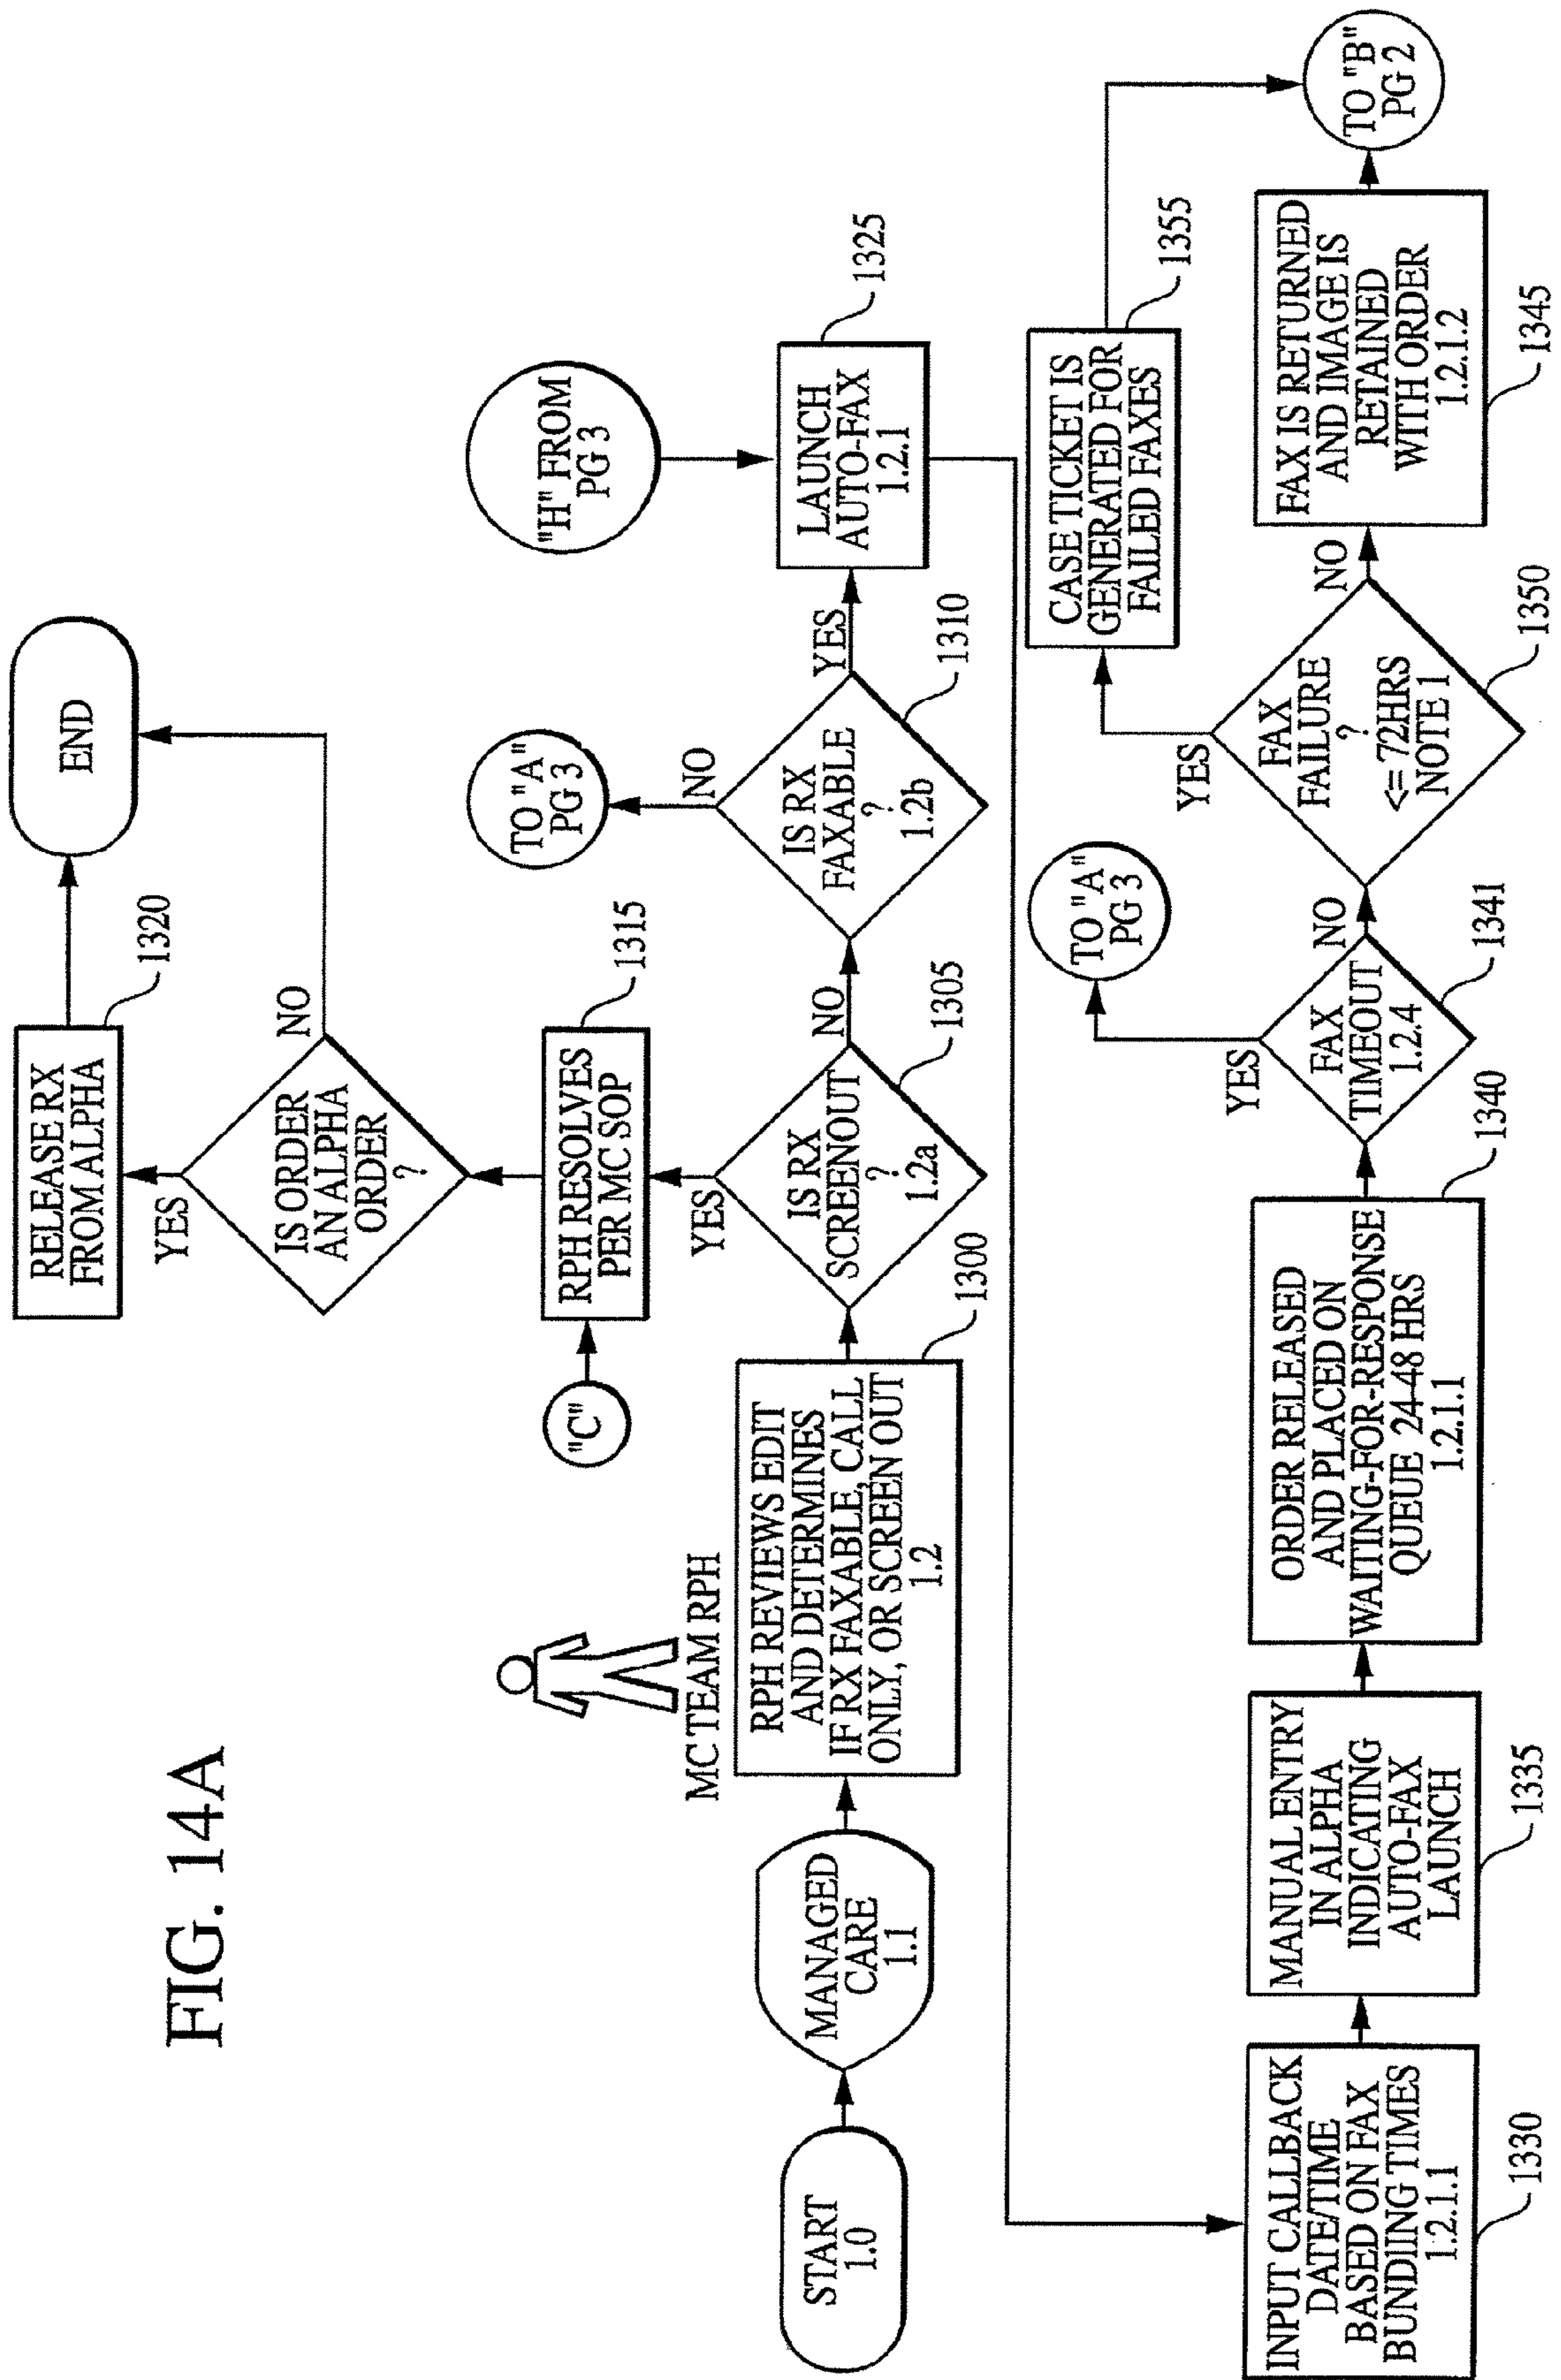 FIG. 14A
RELEASE RX
FROM ALPHA
1320
END
YES
NO
IS ORDER
AN ALPHA
ORDER
?
"C"
RPH RESOLVES
PER MC SOP
1315
TO "A"
PG 3
"H" FROM
PG 3
MC TEAM RPH
YES
NO
START
1.0
MANAGED
CARE
1.1
RPH REVIEWS EDIT
AND DETERMINES
IF RX FAXABLE, CALL
ONLY, OR SCREEN OUT
1.2
1300
IS RX
SCREENOUT
?
1.2a
NO
1305
IS RX
FAXABLE
?
1.2b
YES
1310
LAUNCH
AUTO-FAX
1.2.1
1325
TO "A"
PG 3
CASE TICKET IS
GENERATED FOR
FAILED FAXES
1355
YES
YES
INPUT CALLBACK
DATE/TIME
BASED ON FAX
BUNDIING TIMES
1.2.1.1
1330
MANUAL ENTRY
IN ALPHA
INDICATING
AUTO-FAX
LAUNCH
1335
ORDER RELEASED
AND PLACED ON
WAITING-FOR-RESPONSE
QUEUE 24-48 HRS
1.2.1.1
1340
FAX
TIMEOUT
1.2.4
NO
1341
FAX
FAILURE
?
<= 72HRS
NOTE 1
NO
1350
FAX IS RETURNED
AND IMAGE IS
RETAINED
WITH ORDER
1.2.1.2
1345
TO "B"
PG 2